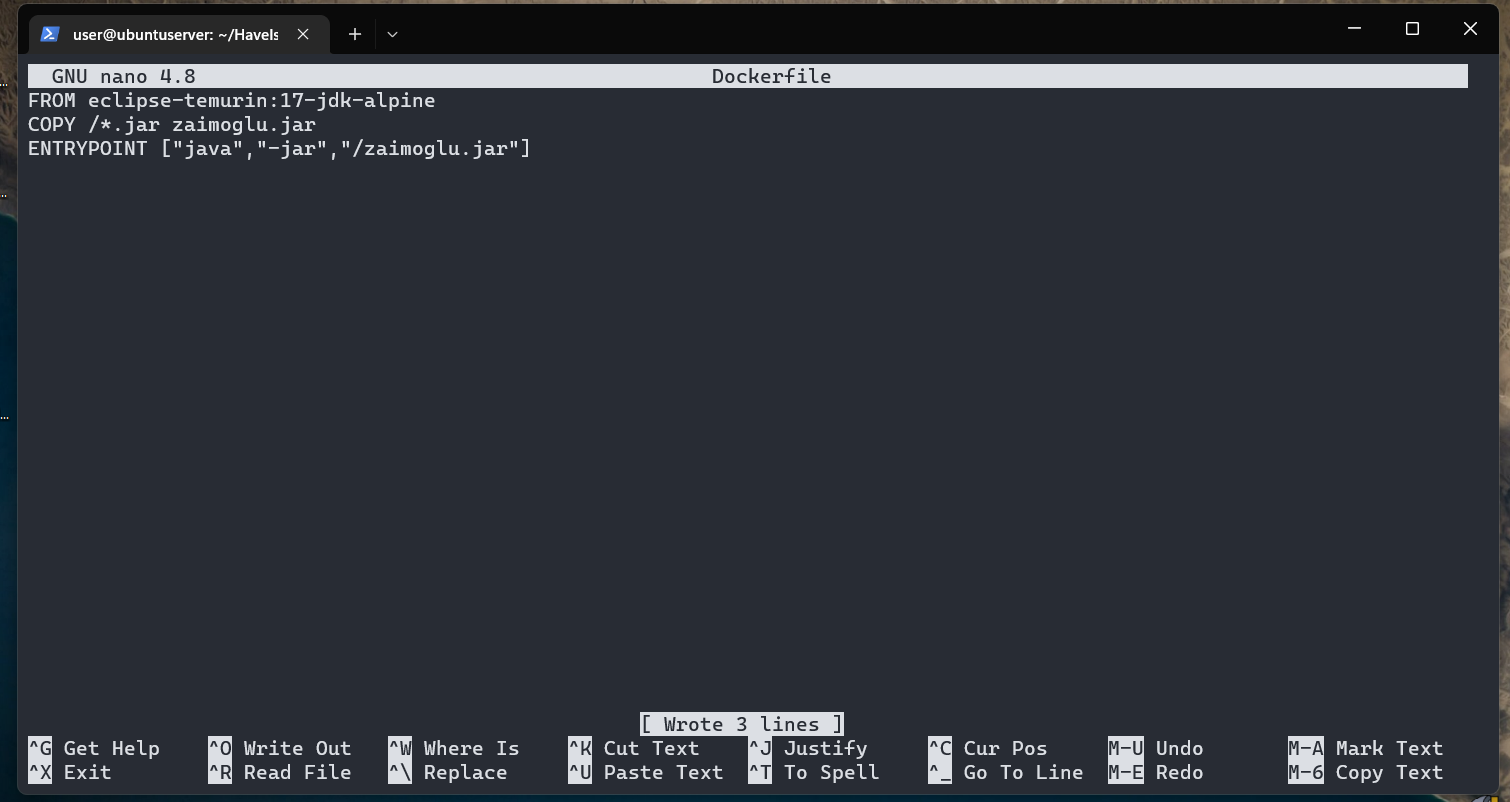 user@ubuntuserver: ~/Havels
GNU nano 4.8 Dockerfile
FROM eclipse-temurin:17-jdk-alpine
COPY /*.jar zaimoglu.jar
ENTRYPOINT ["java","-jar","/zaimoglu.jar"]
[ Wrote 3 lines ]
^G Get Help ^O Write Out ^W Where Is ^K Cut Text ^J Justify ^C Cur Pos M-U Undo M-A Mark Text
^X Exit ^R Read File ^\ Replace ^U Paste Text ^T To Spell ^_ Go To Line M-E Redo M-6 Copy Text